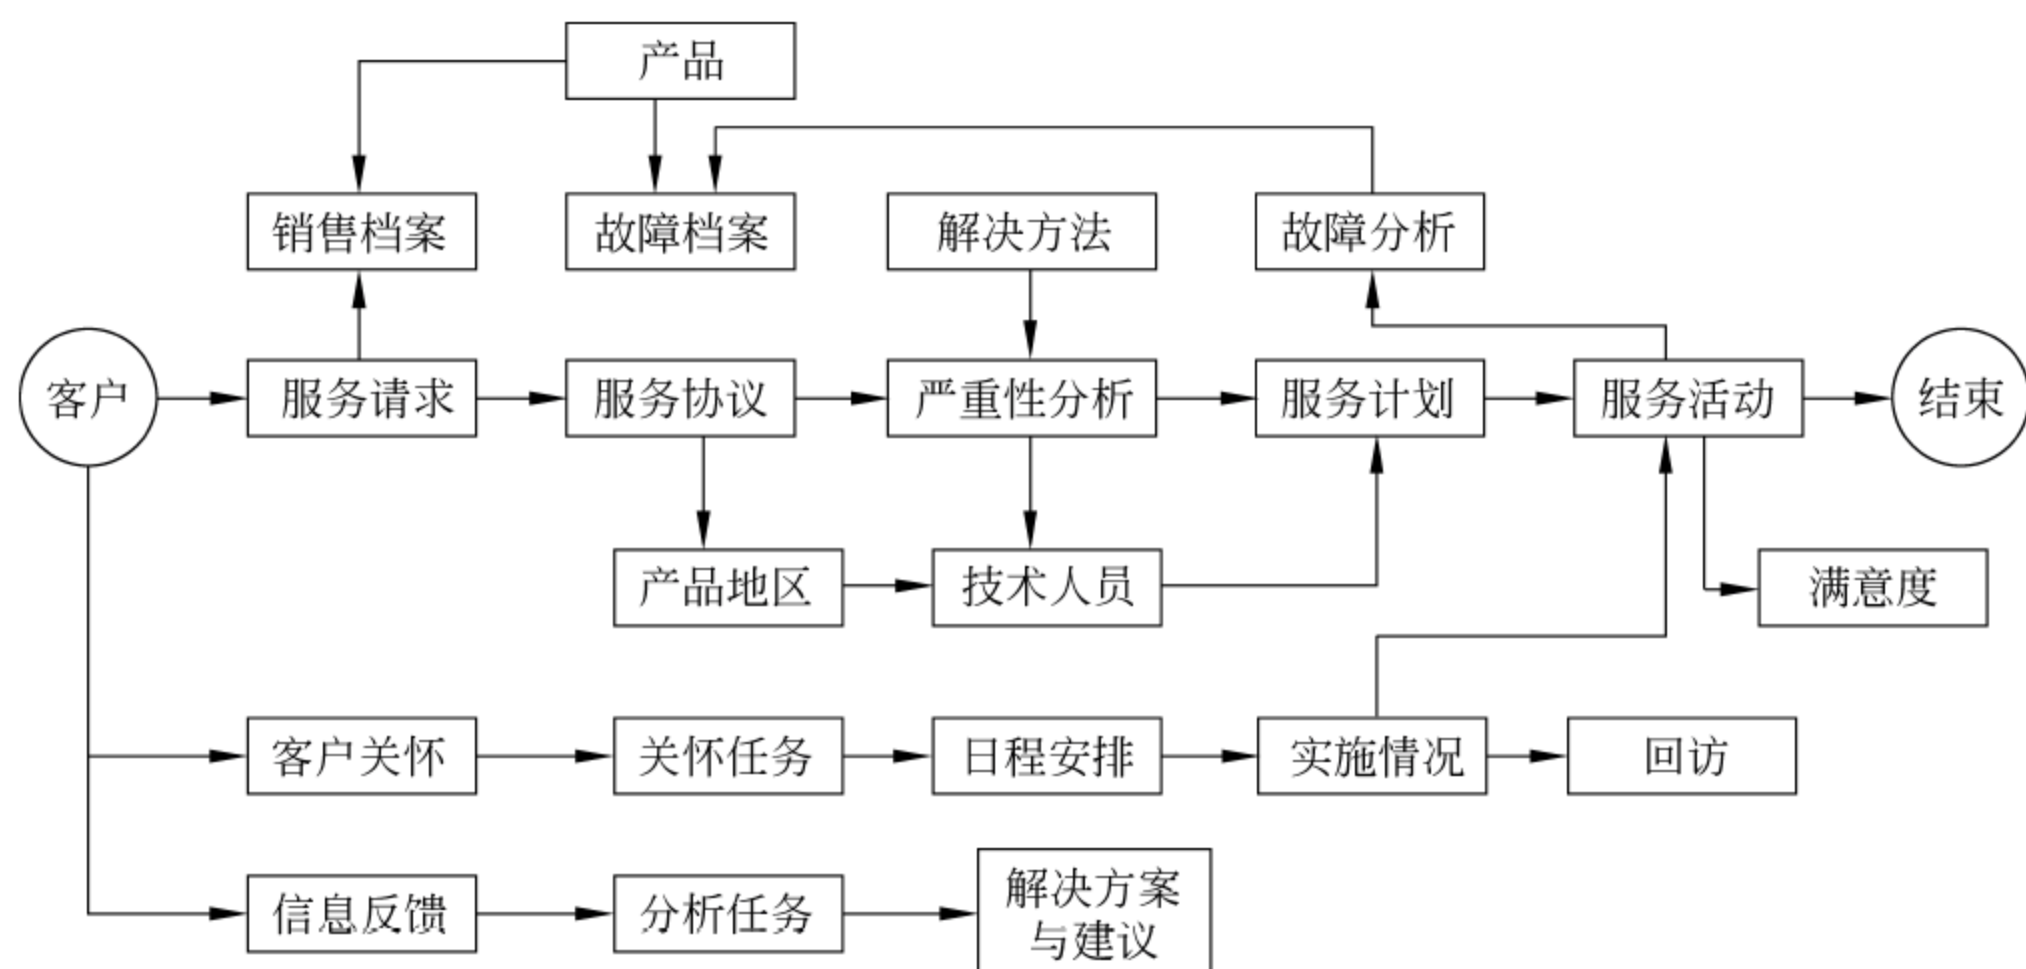 产品
销售档案
故障档案
解决方法
故障分析
客户
服务请求
服务协议
严重性分析
服务计划
服务活动
结束
产品地区
技术人员
满意度
客户关怀
关怀任务
日程安排
实施情况
回访
信息反馈
分析任务
解决方案
与建议